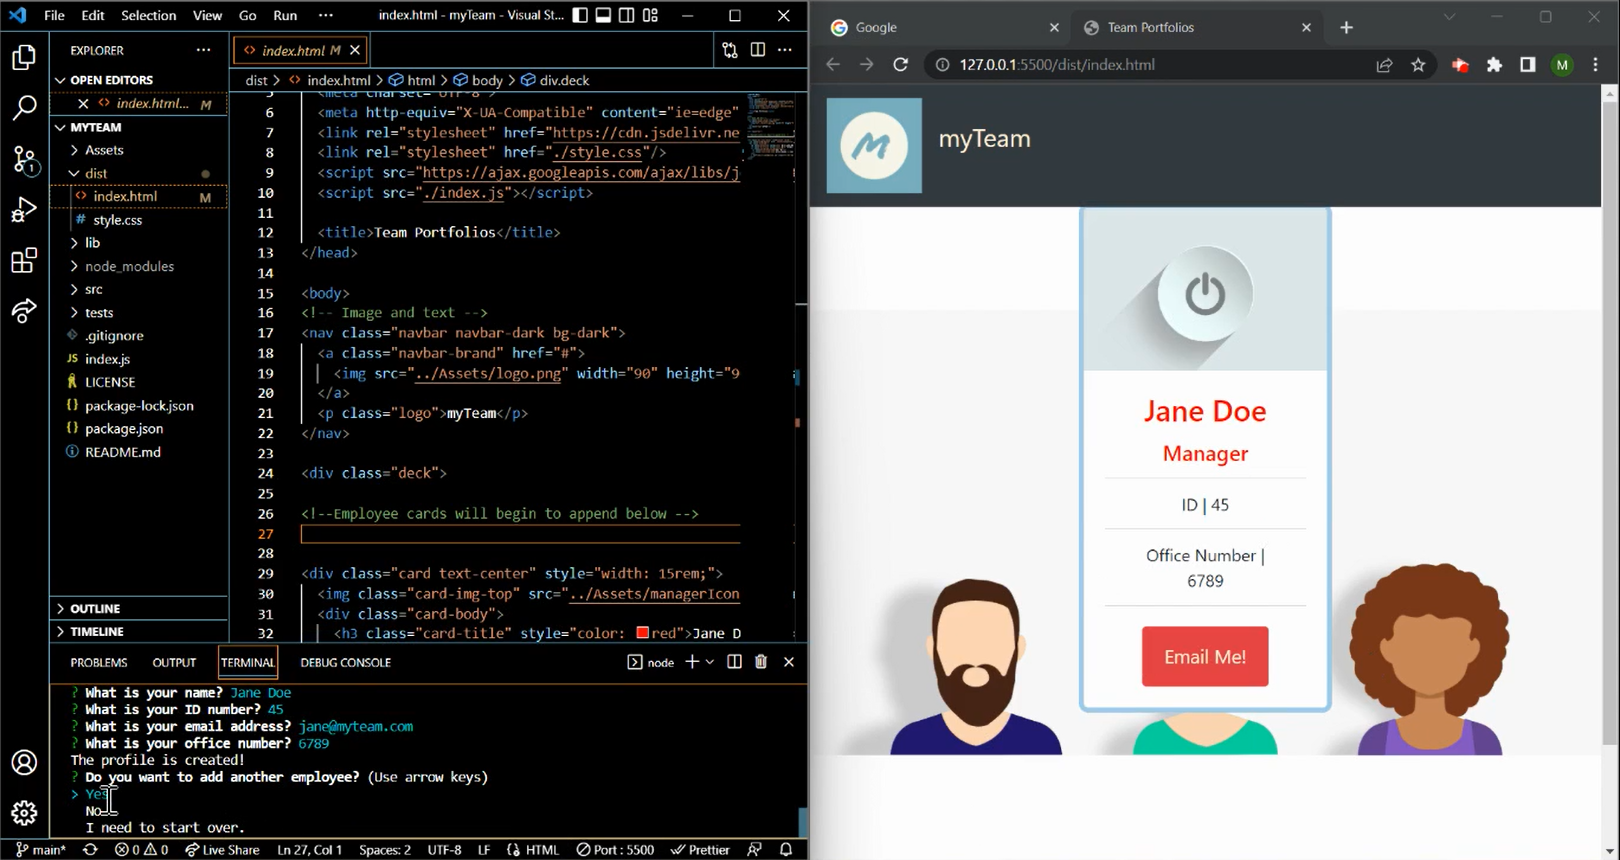 File Edit Selection View Go Run ··· index.html - myTeam - Visual St...
EXPLORER
OPEN EDITORS
index.html... M
MYTEAM
Assets
dist
index.html M
style.css
lib
node_modules
src
tests
.gitignore
index.js
LICENSE
package-lock.json
package.json
README.md
OUTLINE
TIMELINE
index.html M
dist > index.html > html > body > div.deck
6 <meta http-equiv="X-UA-Compatible" content="ie=edge"
7 <link rel="stylesheet" href="https://cdn.jsdelivr.ne
8 <link rel="stylesheet" href="./style.css"/>
9 <script src="https://ajax.googleapis.com/ajax/libs/j
10 <script src="./index.js"></script>
11
12 <title>Team Portfolios</title>
13 </head>
14
15 <body>
16 <!-- Image and text -->
17 <nav class="navbar navbar-dark bg-dark">
18 <a class="navbar-brand" href="#">
19 <img src="../Assets/logo.png" width="90" height="9
20 </a>
21 <p class="logo">myTeam</p>
22 </nav>
23
24 <div class="deck">
25
26 <!--Employee cards will begin to append below -->
27
28
29 <div class="card text-center" style="width: 15rem;">
30 <img class="card-img-top" src="../Assets/managerIcon
31 <div class="card-body">
32 <h3 class="card-title" style="color: red">Jane D
PROBLEMS OUTPUT TERMINAL DEBUG CONSOLE node
? What is your name? Jane Doe
? What is your ID number? 45
? What is your email address? jane@myteam.com
? What is your office number? 6789
The profile is created!
? Do you want to add another employee? (Use arrow keys)
> Yes
No
I need to start over.
main* 0 0 Live Share Ln 27, Col 1 Spaces: 2 UTF-8 LF HTML Port : 5500 Prettier
Google
Team Portfolios
127.0.0.1:5500/dist/index.html
M
M
myTeam
Jane Doe
Manager
ID | 45
Office Number |
6789
Email Me!